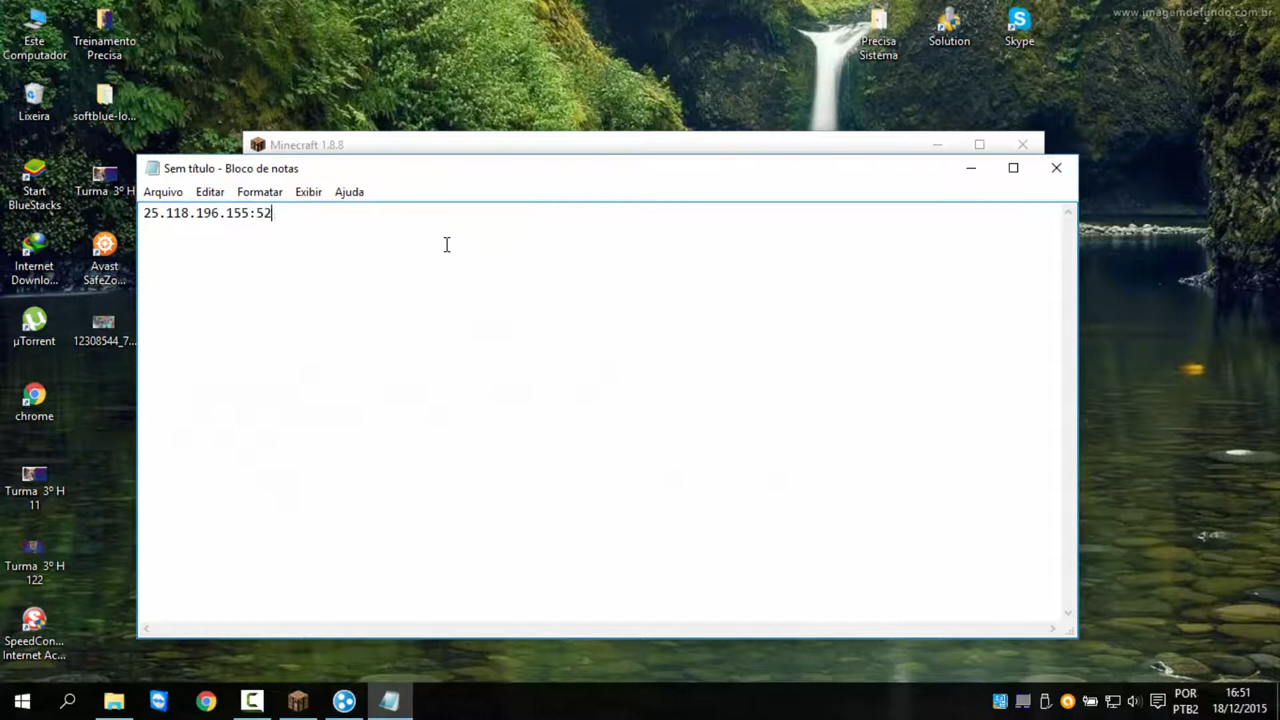 www.imagemdefundo.com.br
Este
Computador
Treinamento
Precisa
Precisa
Sistema
Solution
Skype
Lixeira
softblue-lo...
Minecraft 1.8.8
Sem título - Bloco de notas
Arquivo Editar Formatar Exibir Ajuda
25.118.196.155:52
Start
BlueStacks
Turma 3º H
Internet
Downlo...
Avast
SafeZo...
µTorrent
12308544_7...
chrome
Turma 3º H
11
Turma 3º H
122
SpeedCon...
Internet Ac...
POR
PTB2
16:51
18/12/2015